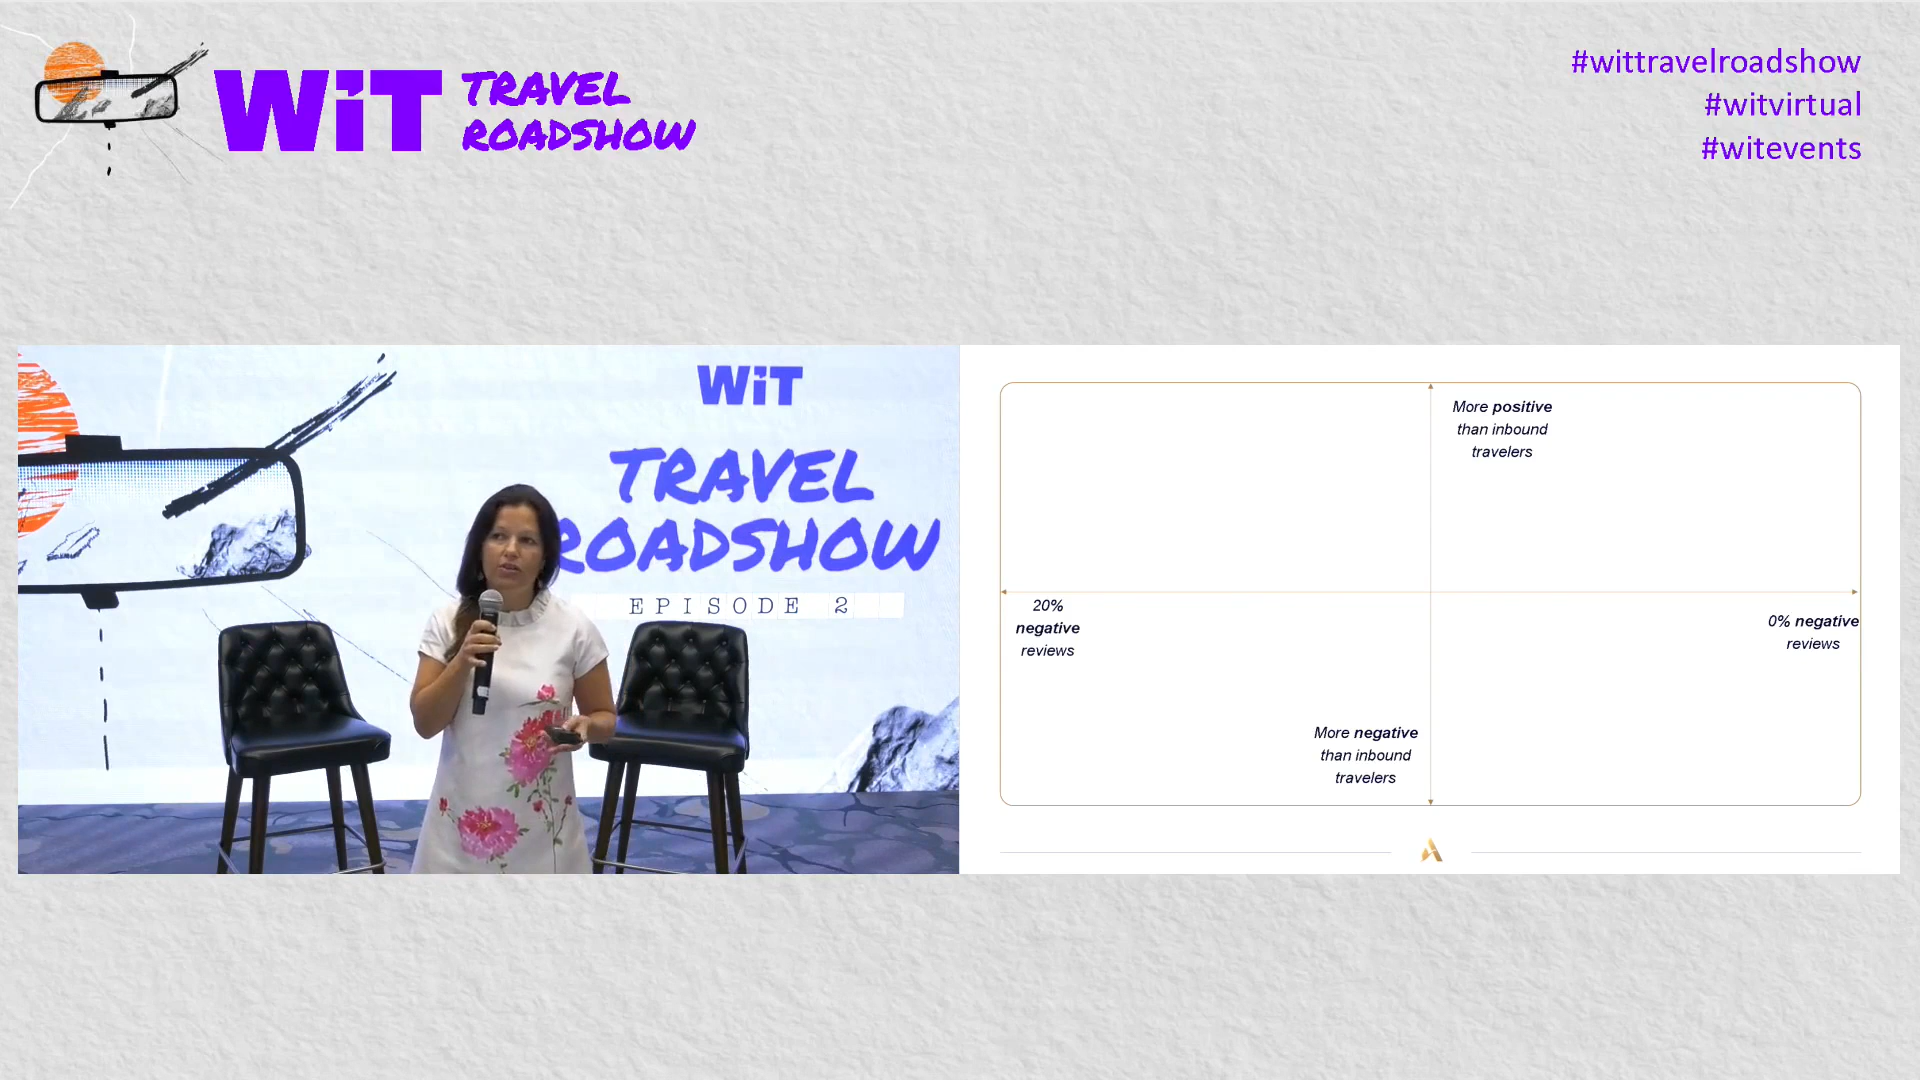 WiT TRAVEL
ROADSHOW
#wittravelroadshow
#witvirtual
#witevents
WiT
TRAVEL
ROADSHOW
EPISODE 2
More positive
than inbound
travelers
20%
negative
reviews
0% negative
reviews
More negative
than inbound
travelers